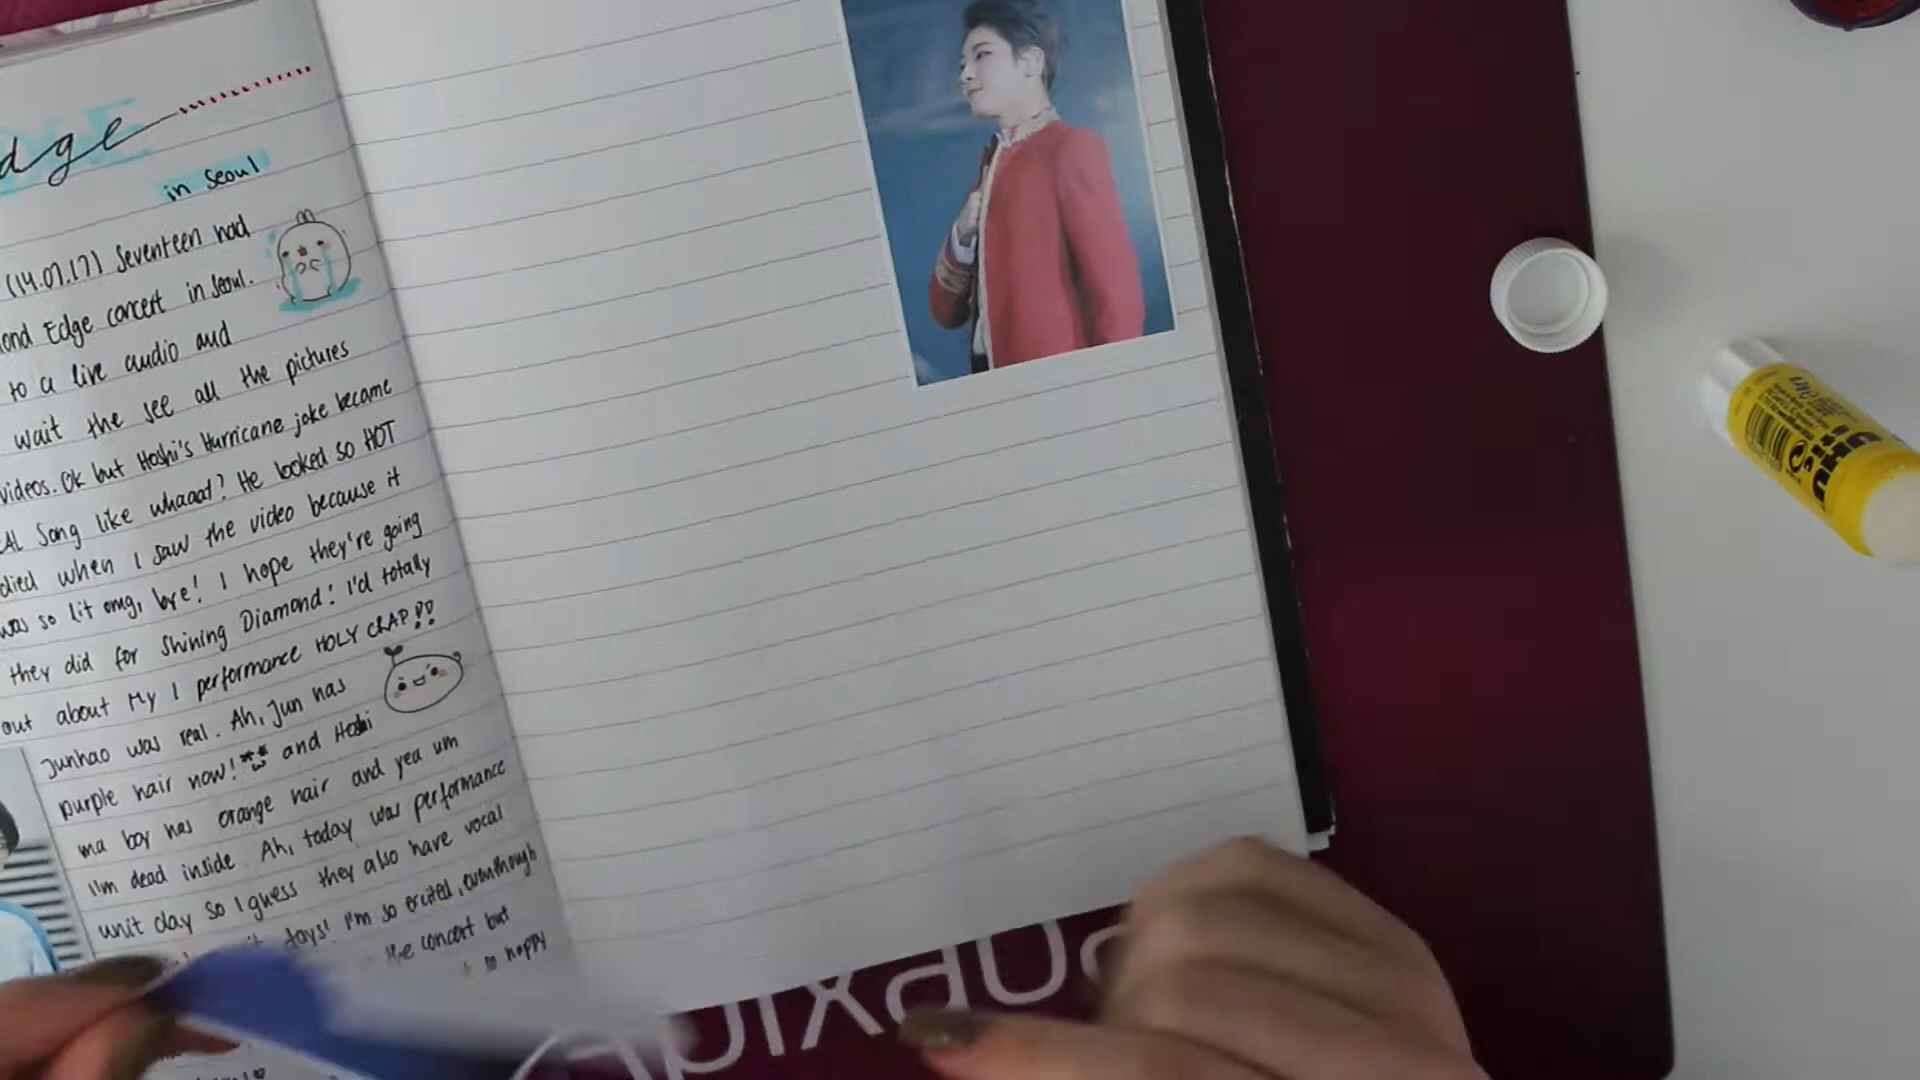 dge
in Seoul
(14.07.17) Seventeen had
ond Edge concert in Seoul.
to a live audio and
wait the see all the pictures
videos. Ok but Hoshi's Hurricane joke became
song like whaaat? He looked so HOT
died when I saw the video because it
was so lit omg, bye! I hope they're going
they did for Shining Diamond! I'd totally
out about My I performance HOLY CRAP!!
Junhao was real. Ah, Jun has
purple hair now! and Hoshi
ma boy has orange hair and yea um
I'm dead inside. Ah, today was performance
unit day so I guess they also have vocal
days! I'm so excited, eventhough
the concert but
so happy
UHU